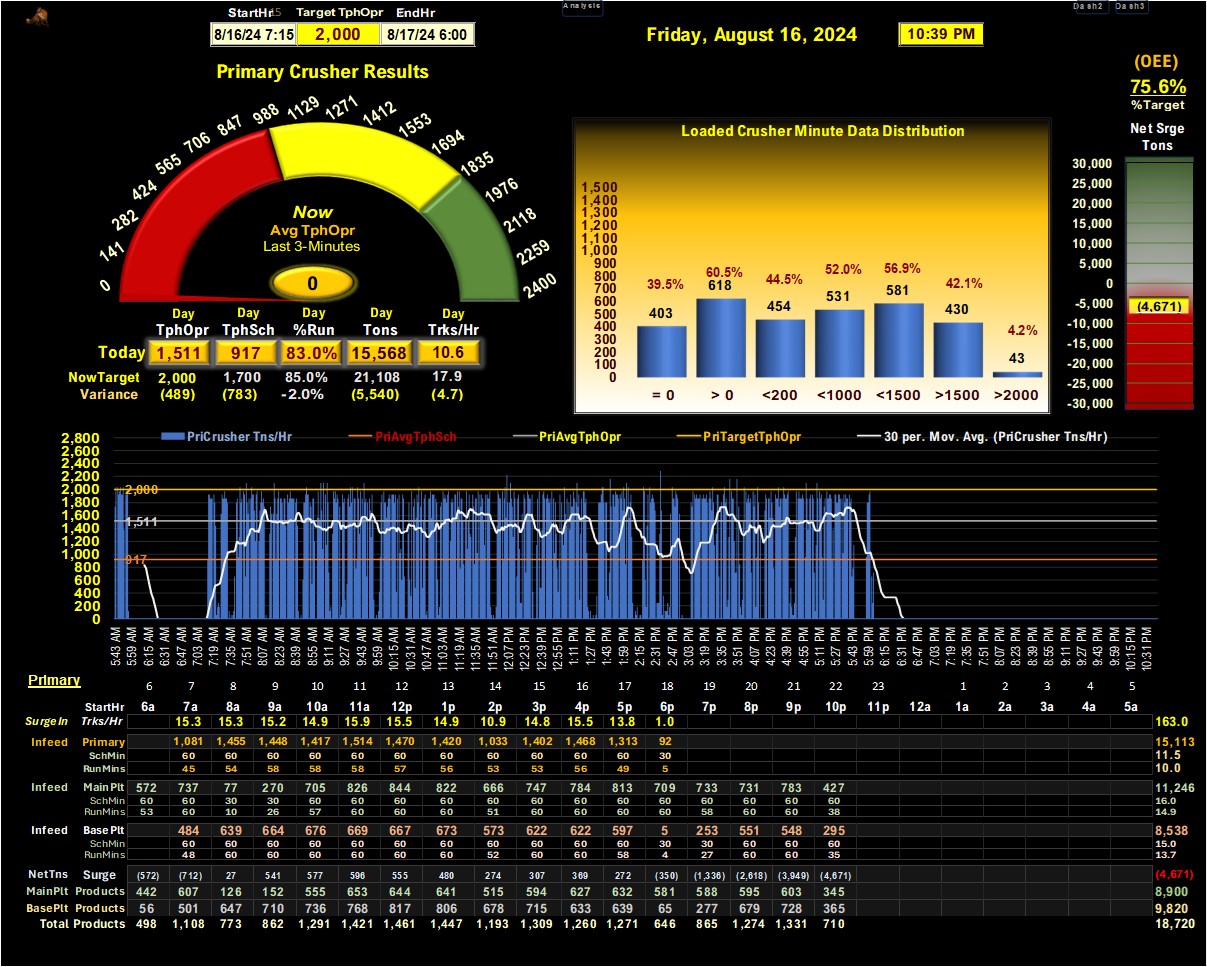 StartHr15 Target TphOpr EndHr
Analysis
Dash2 Dash3
8/16/24 7:15 2,000 8/17/24 6:00
Friday, August 16, 2024
10:39 PM
(OEE)
75.6%
%Target
Primary Crusher Results
0 141 282 424 565 706 847 988 1129 1271 1412 1553 1694 1835 1976 2118 2259 2400
Now
Avg TphOpr
Last 3-Minutes
0
Day Day Day Day Day
TphOpr TphSch %Run Tons Trks/Hr
Today 1,511 917 83.0% 15,568 10.6
NowTarget 2,000 1,700 85.0% 21,108 17.9
Variance (489) (783) -2.0% (5,540) (4.7)
Loaded Crusher Minute Data Distribution
1,500
1,400
1,300
1,200
1,100
1,000
900
800
700
600
500
400
300
200
100
0
39.5% 60.5% 44.5% 52.0% 56.9% 42.1% 4.2%
403 618 454 531 581 430 43
= 0 > 0 <200 <1000 <1500 >1500 >2000
Net Srge
Tons
30,000
25,000
20,000
15,000
10,000
5,000
0
-5,000
(4,671)
-10,000
-15,000
-20,000
-25,000
-30,000
PriCrusher Tns/Hr PriAvgTphSch PriAvgTphOpr PriTargetTphOpr 30 per. Mov. Avg. (PriCrusher Tns/Hr)
2,800
2,600
2,400
2,200
2,000
1,800
1,600
1,400
1,200
1,000
800
600
400
200
0
2,000
1,511
917
5:43 AM 5:59 AM 6:15 AM 6:31 AM 6:47 AM 7:03 AM 7:19 AM 7:35 AM 7:51 AM 8:07 AM 8:23 AM 8:39 AM 8:55 AM 9:11 AM 9:27 AM 9:43 AM 9:59 AM 10:15 AM 10:31 AM 10:47 AM 11:03 AM 11:19 AM 11:35 AM 11:51 AM 12:07 PM 12:23 PM 12:39 PM 12:55 PM 1:11 PM 1:27 PM 1:43 PM 1:59 PM 2:15 PM 2:31 PM 2:47 PM 3:03 PM 3:19 PM 3:35 PM 3:51 PM 4:07 PM 4:23 PM 4:39 PM 4:55 PM 5:11 PM 5:27 PM 5:43 PM 5:59 PM 6:15 PM 6:31 PM 6:47 PM 7:03 PM 7:19 PM 7:35 PM 7:51 PM 8:07 PM 8:23 PM 8:39 PM 8:55 PM 9:11 PM 9:27 PM 9:43 PM 9:59 PM 10:15 PM 10:31 PM
Primary
6 7 8 9 10 11 12 13 14 15 16 17 18 19 20 21 22 23 1 2 3 4 5
StartHr 6a 7a 8a 9a 10a 11a 12p 1p 2p 3p 4p 5p 6p 7p 8p 9p 10p 11p 12a 1a 2a 3a 4a 5a
SurgeIn Trks/Hr 15.3 15.3 15.2 14.9 15.9 15.5 14.9 10.9 14.8 15.5 13.8 1.0 163.0
Infeed Primary 1,081 1,455 1,448 1,417 1,514 1,470 1,420 1,033 1,402 1,468 1,313 92 15,113
SchMin 60 60 60 60 60 60 60 60 60 60 60 30 11.5
RunMins 45 54 58 58 58 57 56 53 53 56 49 5 10.0
Infeed MainPlt 572 737 77 270 705 826 844 822 666 747 784 813 709 733 731 783 427 11,246
SchMin 60 60 30 30 60 60 60 60 60 60 60 60 60 60 60 60 60 16.0
RunMins 53 60 10 26 57 60 60 60 51 60 60 60 60 58 60 60 38 14.9
Infeed BasePlt 484 639 664 676 669 667 673 573 622 622 597 5 253 551 548 295 8,538
SchMin 60 60 60 60 60 60 60 60 60 60 60 30 30 60 60 60 15.0
RunMins 48 60 60 60 60 60 60 52 60 60 58 4 27 60 60 35 13.7
NetTns Surge (572) (712) 27 541 577 596 555 480 274 307 369 272 (350) (1,336) (2,618) (3,949) (4,671) (4,671)
MainPlt Products 442 607 126 152 555 653 644 641 515 594 627 632 581 588 595 603 345 8,900
BasePlt Products 56 501 647 710 736 768 817 806 678 715 633 639 65 277 679 728 365 9,820
Total Products 498 1,108 773 862 1,291 1,421 1,461 1,447 1,193 1,309 1,260 1,271 646 865 1,274 1,331 710 18,720